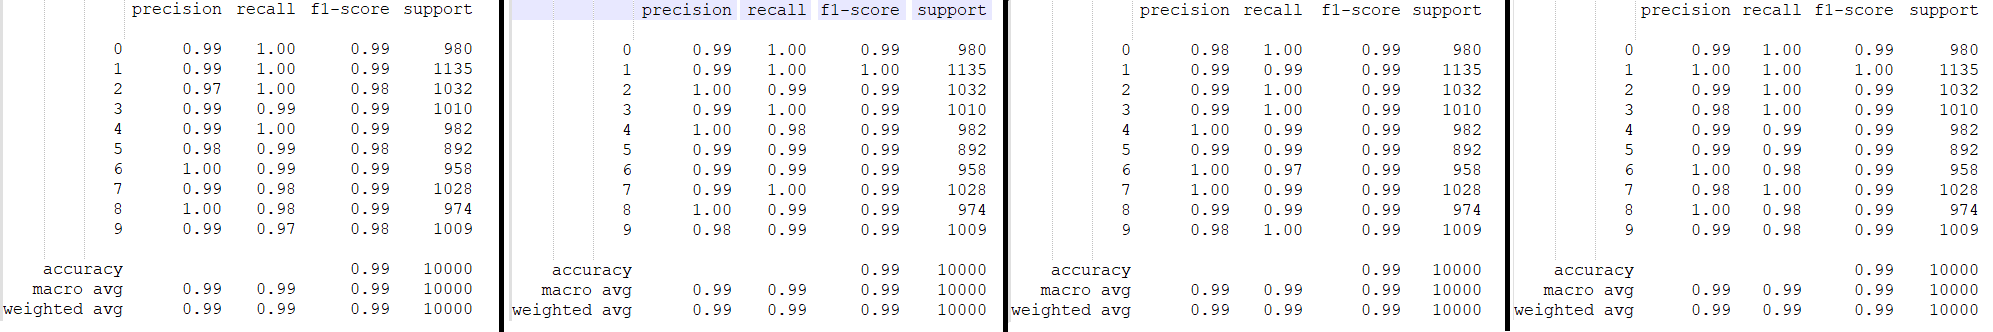 precision recall f1-score support
0 0.99 1.00 0.99 980
1 0.99 1.00 0.99 1135
2 0.97 1.00 0.98 1032
3 0.99 0.99 0.99 1010
4 0.99 1.00 0.99 982
5 0.98 0.99 0.98 892
6 1.00 0.99 0.99 958
7 0.99 0.98 0.99 1028
8 1.00 0.98 0.99 974
9 0.99 0.97 0.98 1009
accuracy 0.99 10000
macro avg 0.99 0.99 0.99 10000
weighted avg 0.99 0.99 0.99 10000
precision recall f1-score support
0 0.99 1.00 0.99 980
1 0.99 1.00 1.00 1135
2 1.00 0.99 0.99 1032
3 0.99 1.00 0.99 1010
4 1.00 0.98 0.99 982
5 0.99 0.99 0.99 892
6 0.99 0.99 0.99 958
7 0.99 1.00 0.99 1028
8 1.00 0.99 0.99 974
9 0.98 0.99 0.99 1009
accuracy 0.99 10000
macro avg 0.99 0.99 0.99 10000
weighted avg 0.99 0.99 0.99 10000
precision recall f1-score support
0 0.98 1.00 0.99 980
1 0.99 0.99 0.99 1135
2 0.99 1.00 0.99 1032
3 0.99 1.00 0.99 1010
4 1.00 0.99 0.99 982
5 0.99 0.99 0.99 892
6 1.00 0.97 0.99 958
7 1.00 0.99 0.99 1028
8 0.99 0.99 0.99 974
9 0.98 1.00 0.99 1009
accuracy 0.99 10000
macro avg 0.99 0.99 0.99 10000
weighted avg 0.99 0.99 0.99 10000
precision recall f1-score support
0 0.99 1.00 0.99 980
1 1.00 1.00 1.00 1135
2 0.99 1.00 0.99 1032
3 0.98 1.00 0.99 1010
4 0.99 0.99 0.99 982
5 0.99 0.99 0.99 892
6 1.00 0.98 0.99 958
7 0.98 1.00 0.99 1028
8 1.00 0.98 0.99 974
9 0.99 0.98 0.99 1009
accuracy 0.99 10000
macro avg 0.99 0.99 0.99 10000
weighted avg 0.99 0.99 0.99 10000